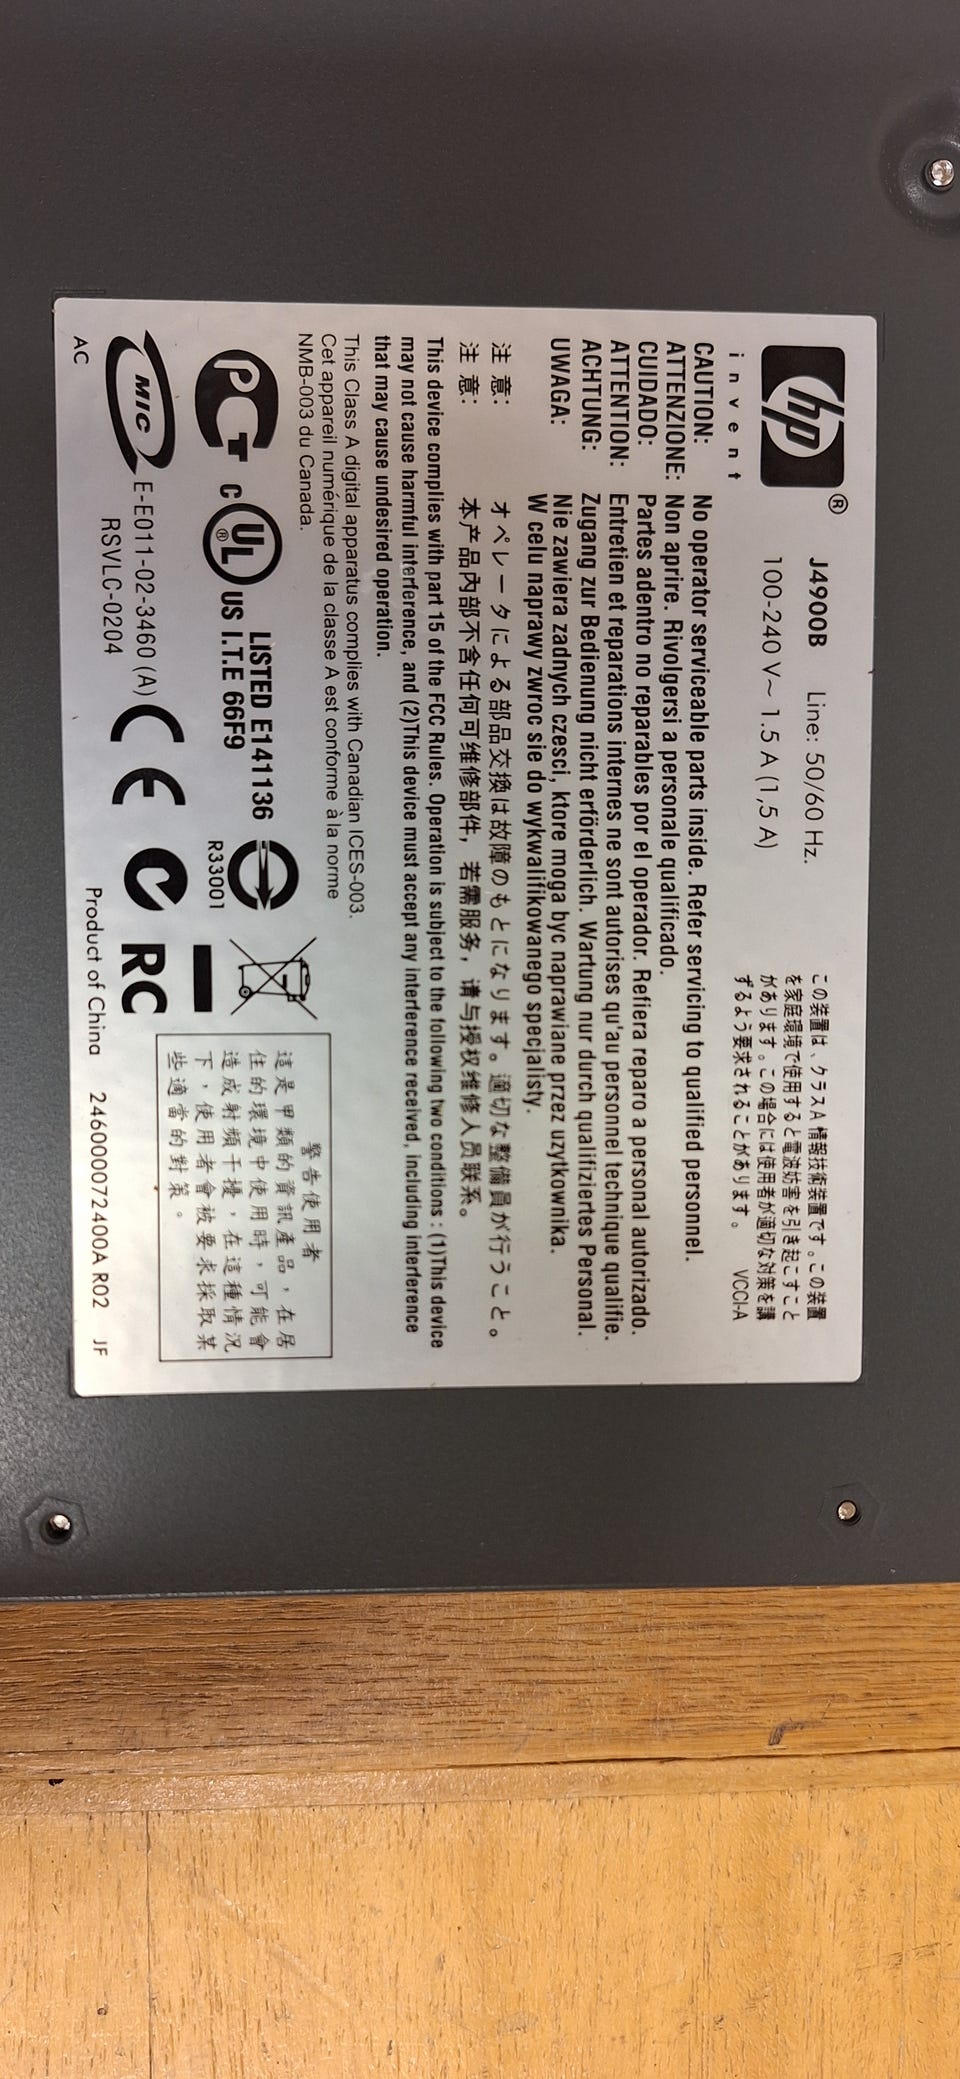 hp®
invent
J4900B Line: 50/60 Hz.
100-240 V~ 1.5 A (1,5 A)
この装置は、クラスA 情報技術装置です。この装置
を家庭環境で使用すると電波妨害を引き起こすこと
があります。この場合には使用者が適切な対策を講
ずるよう要求されることがあります。 VCCI-A
CAUTION: No operator serviceable parts inside. Refer servicing to qualified personnel.
ATTENZIONE: Non aprire. Rivolgersi a personale qualificado.
CUIDADO: Partes adentro no reparables por el operador. Refiera reparo a personal autorizado.
ATTENTION: Entretien et reparations internes ne sont autorises qu'au personnel technique qualifie.
ACHTUNG: Zugang zur Bedienung nicht erförderlich. Wartung nur durch qualifiziertes Personal.
UWAGA: Nie zawiera zadnych czesci, ktore moga byc naprawiane przez uzytkownika.
W celu naprawy zwroc sie do wykwalifikowanego specjalisty.
注意: オペレータによる部品交換は故障のもとになります。適切な整備員が行うこと。
注意: 本产品内部不含任何可维修部件，若需服务，请与授权维修人员联系。
This device complies with part 15 of the FCC Rules. Operation is subject to the following two conditions : (1)This device
may not cause harmful interference, and (2)This device must accept any interference received, including interference
that may cause undesired operation.
This Class A digital apparatus complies with Canadian ICES-003.
Cet appareil numérique de la classe A est conforme à la norme
NMB-003 du Canada.
PCT
C UL® US LISTED E141136
I.T.E 66F9
R33001
警告使用者
這是甲類的資訊產品，在居
住的環境中使用時，可能會
造成射頻干擾，在這種情況
下，使用者會被要求採取某
些適當的對策。
MIC
E-E011-02-3460 (A)
RSVLC-0204
CE
RC
AC
Product of China 246000072400A R02 JF